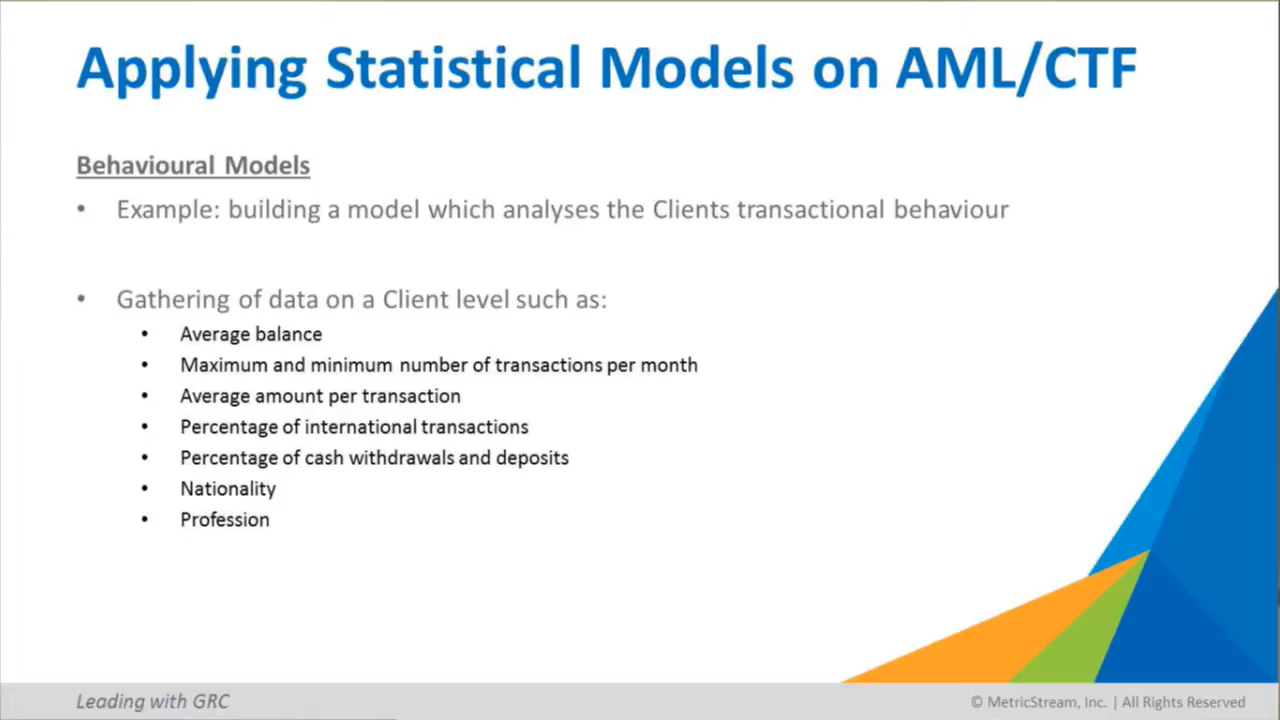 Applying Statistical Models on AML/CTF
Behavioural Models
• Example: building a model which analyses the Clients transactional behaviour
• Gathering of data on a Client level such as:
• Average balance
• Maximum and minimum number of transactions per month
• Average amount per transaction
• Percentage of international transactions
• Percentage of cash withdrawals and deposits
• Nationality
• Profession
Leading with GRC
© MetricStream, Inc. | All Rights Reserved